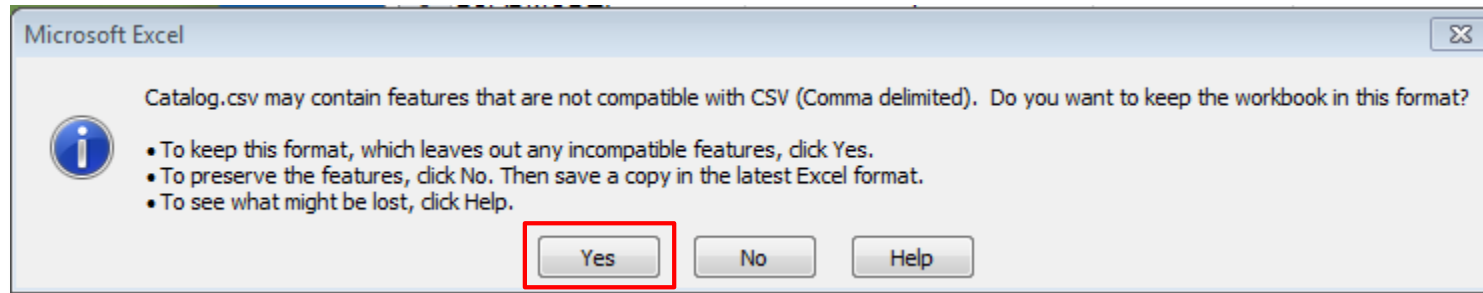 Microsoft Excel
Catalog.csv may contain features that are not compatible with CSV (Comma delimited).  Do you want to keep the workbook in this format?
• To keep this format, which leaves out any incompatible features, click Yes.
• To preserve the features, click No. Then save a copy in the latest Excel format.
• To see what might be lost, click Help.
Yes No Help